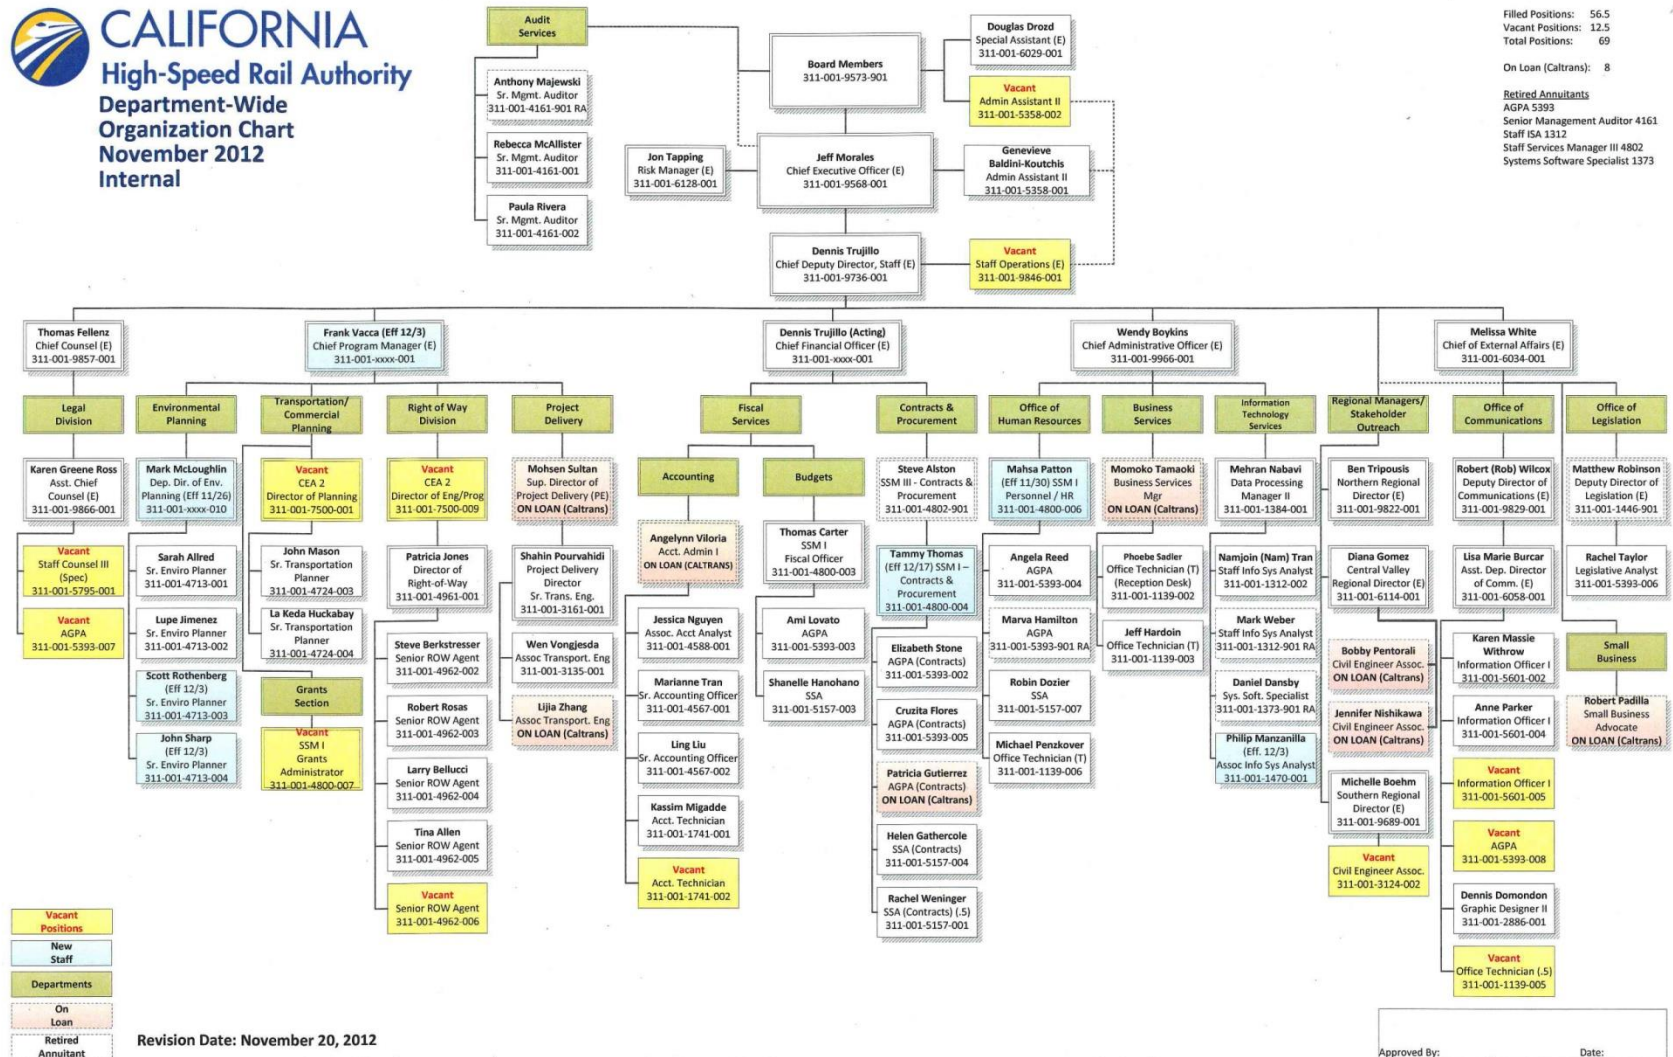 CALIFORNIA
High-Speed Rail Authority
Department-Wide
Organization Chart
November 2012
Internal
Filled Positions: 56.5
Vacant Positions: 12.5
Total Positions: 69
On Loan (Caltrans): 8
Retired Annuitants
AGPA 5393
Senior Management Auditor 4161
Staff ISA 1312
Staff Services Manager III 4802
Systems Software Specialist 1373
Audit
Services
Anthony Majewski
Sr. Mgmt. Auditor
311-001-4161-901 RA
Rebecca McAllister
Sr. Mgmt. Auditor
311-001-4161-001
Paula Rivera
Sr. Mgmt. Auditor
311-001-4161-002
Board Members
311-001-9573-901
Douglas Drozd
Special Assistant (E)
311-001-6029-001
Vacant
Admin Assistant II
311-001-5358-002
Jon Tapping
Risk Manager (E)
311-001-6128-001
Jeff Morales
Chief Executive Officer (E)
311-001-9568-001
Genevieve
Baldini-Koutchis
Admin Assistant II
311-001-5358-001
Dennis Trujillo
Chief Deputy Director, Staff (E)
311-001-9736-001
Vacant
Staff Operations (E)
311-001-9846-001
Thomas Fellenz
Chief Counsel (E)
311-001-9857-001
Frank Vacca (Eff 12/3)
Chief Program Manager (E)
311-001-xxxx-001
Dennis Trujillo (Acting)
Chief Financial Officer (E)
311-001-xxxx-001
Wendy Boykins
Chief Administrative Officer (E)
311-001-9966-001
Melissa White
Chief of External Affairs (E)
311-001-6034-001
Legal
Division
Karen Greene Ross
Asst. Chief
Counsel (E)
311-001-9866-001
Vacant
Staff Counsel III
(Spec)
311-001-5795-001
Vacant
AGPA
311-001-5393-007
Environmental
Planning
Mark McLoughlin
Dep. Dir. of Env.
Planning (Eff 11/26)
311-001-xxxx-010
Sarah Allred
Sr. Enviro Planner
311-001-4713-001
Lupe Jimenez
Sr. Enviro Planner
311-001-4713-002
Scott Rothenberg
(Eff 12/3)
Sr. Enviro Planner
311-001-4713-003
John Sharp
(Eff 12/3)
Sr. Enviro Planner
311-001-4713-004
Transportation/
Commercial
Planning
Vacant
CEA 2
Director of Planning
311-001-7500-001
John Mason
Sr. Transportation
Planner
311-001-4724-003
La Keda Huckabay
Sr. Transportation
Planner
311-001-4724-004
Grants
Section
Vacant
SSM I
Grants
Administrator
311-001-4800-007
Right of Way
Division
Vacant
CEA 2
Director of Eng/Prog
311-001-7500-009
Patricia Jones
Director of
Right-of-Way
311-001-4961-001
Steve Berkstresser
Senior ROW Agent
311-001-4962-002
Robert Rosas
Senior ROW Agent
311-001-4962-003
Larry Bellucci
Senior ROW Agent
311-001-4962-004
Tina Allen
Senior ROW Agent
311-001-4962-005
Vacant
Senior ROW Agent
311-001-4962-006
Project
Delivery
Mohsen Sultan
Sup. Director of
Project Delivery (PE)
ON LOAN (Caltrans)
Shahin Pourvahidi
Project Delivery
Director
Sr. Trans. Eng.
311-001-3161-001
Wen Vongjesda
Assoc Transport. Eng
311-001-3135-001
Lijia Zhang
Assoc Transport. Eng
ON LOAN (Caltrans)
Fiscal
Services
Accounting
Angelynn Viloria
Acct. Admin I
ON LOAN (CALTRANS)
Jessica Nguyen
Assoc. Acct Analyst
311-001-4588-001
Marianne Tran
Sr. Accounting Officer
311-001-4567-001
Ling Liu
Sr. Accounting Officer
311-001-4567-002
Kassim Migadde
Acct. Technician
311-001-1741-001
Vacant
Acct. Technician
311-001-1741-002
Budgets
Thomas Carter
SSM I
Fiscal Officer
311-001-4800-003
Ami Lovato
AGPA
311-001-5393-003
Shanelle Hanohano
SSA
311-001-5157-003
Contracts &
Procurement
Steve Alston
SSM III - Contracts &
Procurement
311-001-4802-901
Tammy Thomas
(Eff 12/17) SSM I –
Contracts &
Procurement
311-001-4800-004
Elizabeth Stone
AGPA (Contracts)
311-001-5393-002
Cruzita Flores
AGPA (Contracts)
311-001-5393-005
Patricia Gutierrez
AGPA (Contracts)
ON LOAN (Caltrans)
Helen Gathercole
SSA (Contracts)
311-001-5157-004
Rachel Weninger
SSA (Contracts) (.5)
311-001-5157-001
Office of
Human Resources
Mahsa Patton
(Eff 11/30) SSM I
Personnel / HR
311-001-4800-006
Angela Reed
AGPA
311-001-5393-004
Marva Hamilton
AGPA
311-001-5393-901 RA
Robin Dozier
SSA
311-001-5157-007
Michael Penzkover
Office Technician (T)
311-001-1139-006
Business
Services
Momoko Tamaoki
Business Services
Mgr
ON LOAN (Caltrans)
Phoebe Sadler
Office Technician (T)
(Reception Desk)
311-001-1139-002
Jeff Hardoin
Office Technician (T)
311-001-1139-003
Information
Technology
Services
Mehran Nabavi
Data Processing
Manager II
311-001-1384-001
Namjoin (Nam) Tran
Staff Info Sys Analyst
311-001-1312-002
Mark Weber
Staff Info Sys Analyst
311-001-1312-901 RA
Daniel Dansby
Sys. Soft. Specialist
311-001-1373-901 RA
Philip Manzanilla
(Eff. 12/3)
Assoc Info Sys Analyst
311-001-1470-001
Regional Managers/
Stakeholder
Outreach
Ben Tripousis
Northern Regional
Director (E)
311-001-9822-001
Diana Gomez
Central Valley
Regional Director (E)
311-001-6114-001
Bobby Pentorali
Civil Engineer Assoc.
ON LOAN (Caltrans)
Jennifer Nishikawa
Civil Engineer Assoc.
ON LOAN (Caltrans)
Michelle Boehm
Southern Regional
Director (E)
311-001-9689-001
Vacant
Civil Engineer Assoc.
311-001-3124-002
Office of
Communications
Robert (Rob) Wilcox
Deputy Director of
Communications (E)
311-001-9829-001
Lisa Marie Burcar
Asst. Dep. Director
of Comm. (E)
311-001-6058-001
Karen Massie
Withrow
Information Officer I
311-001-5601-002
Anne Parker
Information Officer I
311-001-5601-004
Vacant
Information Officer I
311-001-5601-005
Vacant
AGPA
311-001-5393-008
Dennis Domondon
Graphic Designer II
311-001-2886-001
Vacant
Office Technician (.5)
311-001-1139-005
Office of
Legislation
Matthew Robinson
Deputy Director of
Legislation (E)
311-001-1446-901
Rachel Taylor
Legislative Analyst
311-001-5393-006
Small
Business
Robert Padilla
Small Business
Advocate
ON LOAN (Caltrans)
Vacant
Positions
New
Staff
Departments
On
Loan
Retired
Annuitant
Revision Date: November 20, 2012
Approved By: Date: